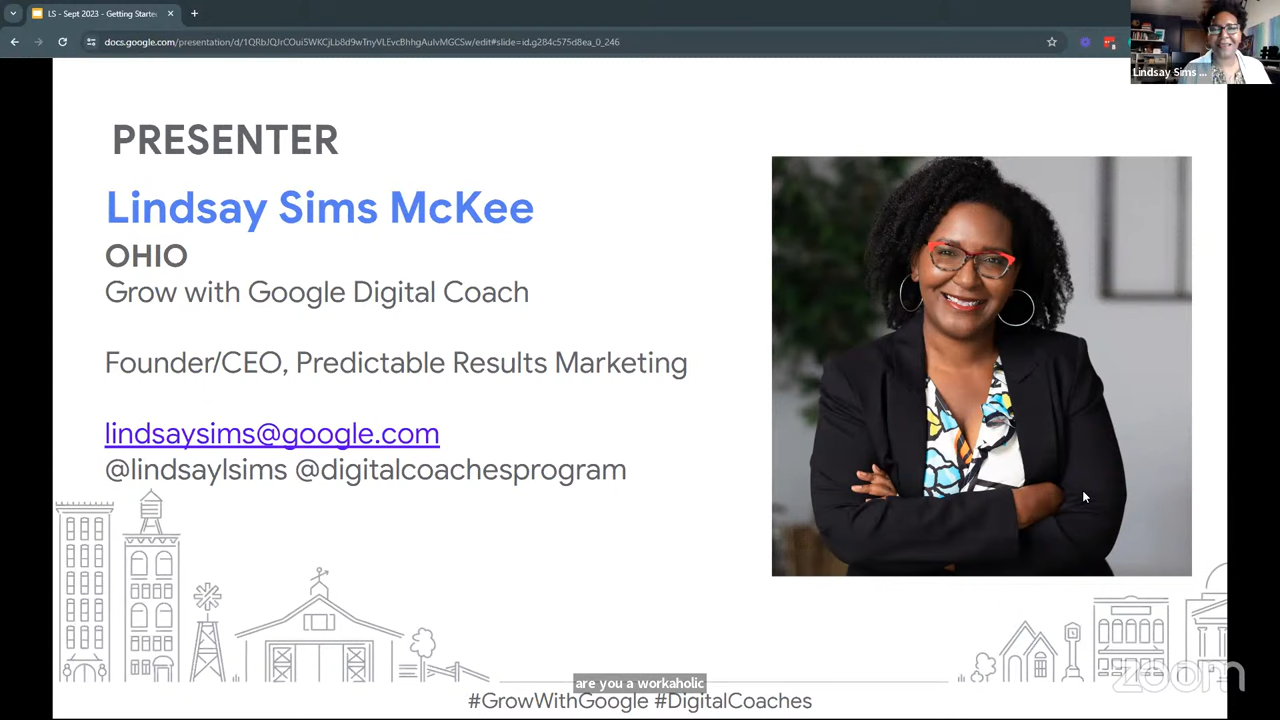 LS - Sept 2023 - Getting Starte
docs.google.com/presentation/d/1QRbJQJrCOui5WKCjLb8d9wTnyVLEvcBhhgAulvMGCSw/edit#slide=id.g284c575d8ea_0_246
Lindsay Sims ...
PRESENTER
Lindsay Sims McKee
OHIO
Grow with Google Digital Coach
Founder/CEO, Predictable Results Marketing
lindsaysims@google.com
@lindsaylsims @digitalcoachesprogram
are you a workaholic
zoom
#GrowWithGoogle #DigitalCoaches